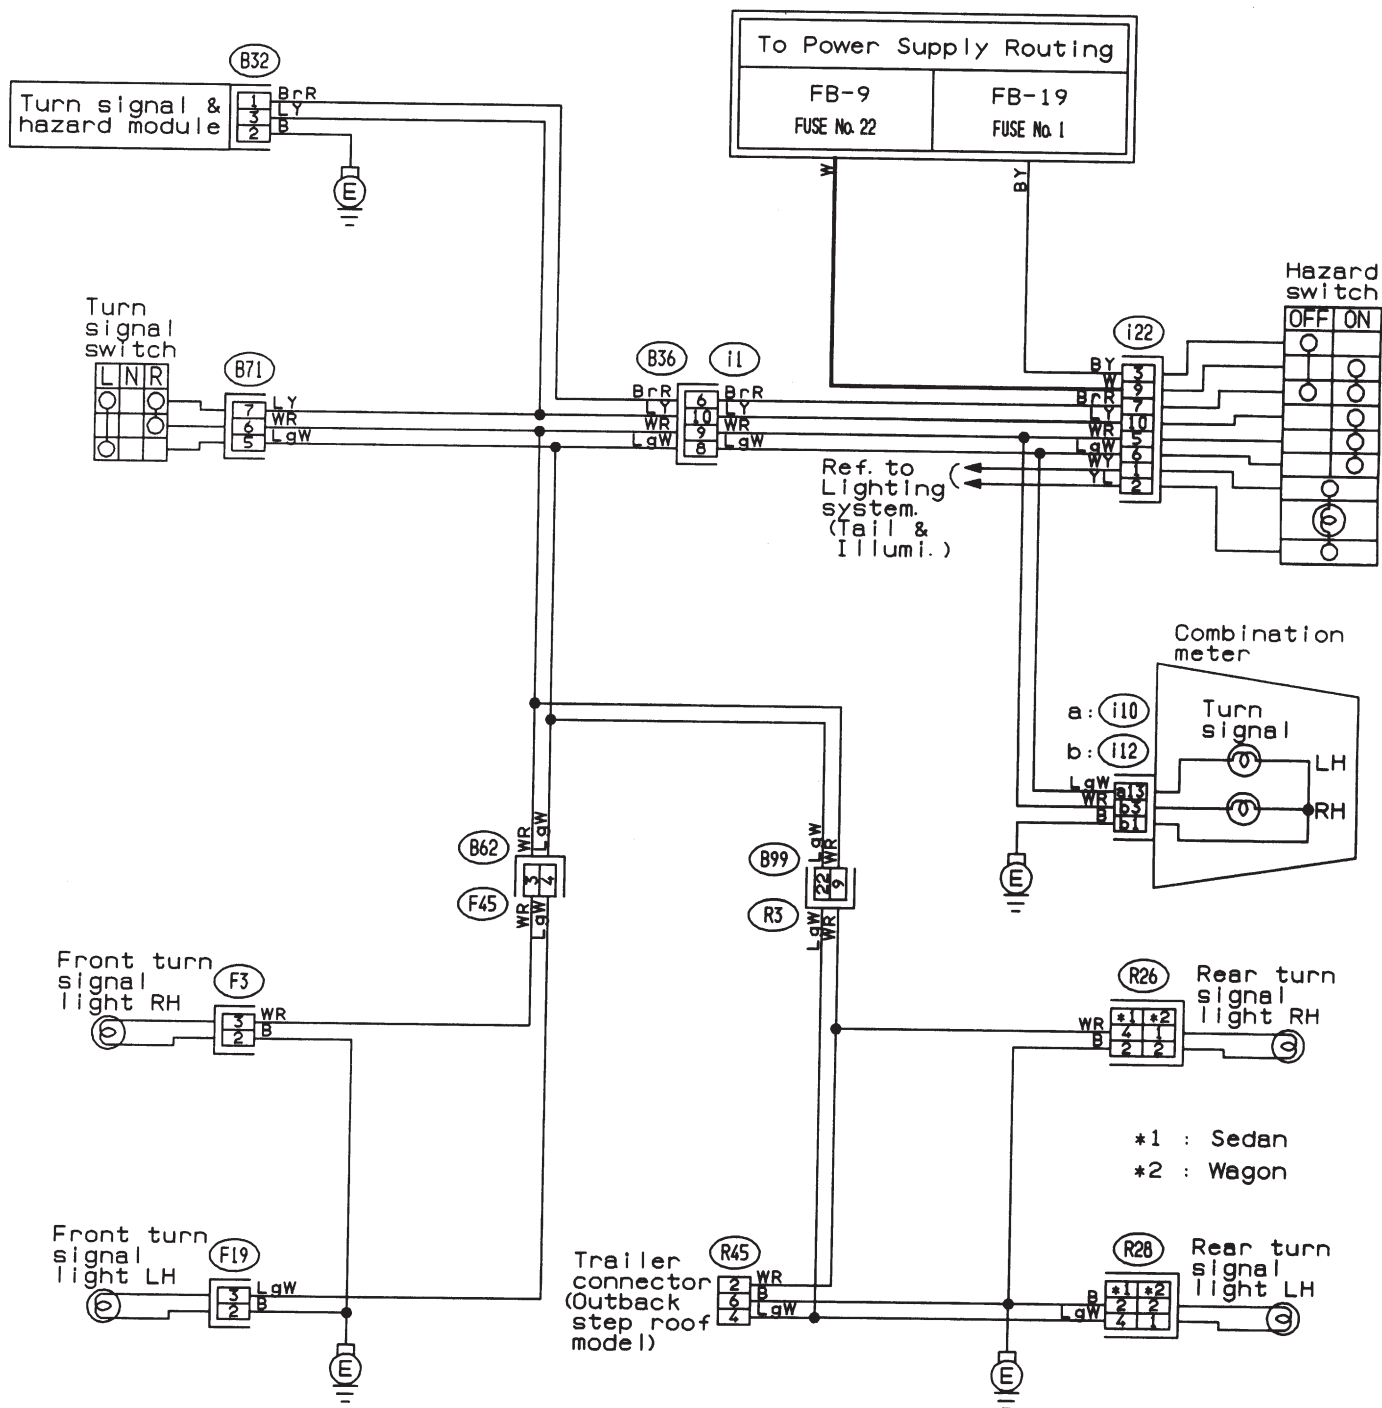 To Power Supply Routing
FB-9
FUSE No. 22
FB-19
FUSE No. 1
W
BY
B32
Turn signal &
hazard module
1
3
2
BrR
LY
B
E
Turn
signal
switch
L N R
B71
7
6
5
LY
WR
LgW
B36
i1
BrR
LY
WR
LgW
6
10
9
8
BrR
LY
WR
LgW
Hazard
switch
OFF ON
i22
BY
W
BrR
LY
WR
LgW
WY
YL
3
9
7
10
5
6
1
2
Ref. to
Lighting
system.
(Tail &
Illumi.)
Combination
meter
a: i10
b: i12
Turn
signal
LH
RH
LgW
WR
B
a13
b3
b1
E
B62
F45
WR
LgW
3
4
WR
LgW
B99
R3
LgW
WR
22
9
LgW
WR
Front turn
signal
light RH
F3
3
2
WR
B
Front turn
signal
light LH
F19
3
2
LgW
B
E
R26
Rear turn
signal
light RH
WR
B
*1 *2
4 1
2 2
*1 : Sedan
*2 : Wagon
Trailer
connector
(Outback
step roof
model)
R45
2
6
4
WR
B
LgW
R28
Rear turn
signal
light LH
B
LgW
*1 *2
2 2
4 1
E